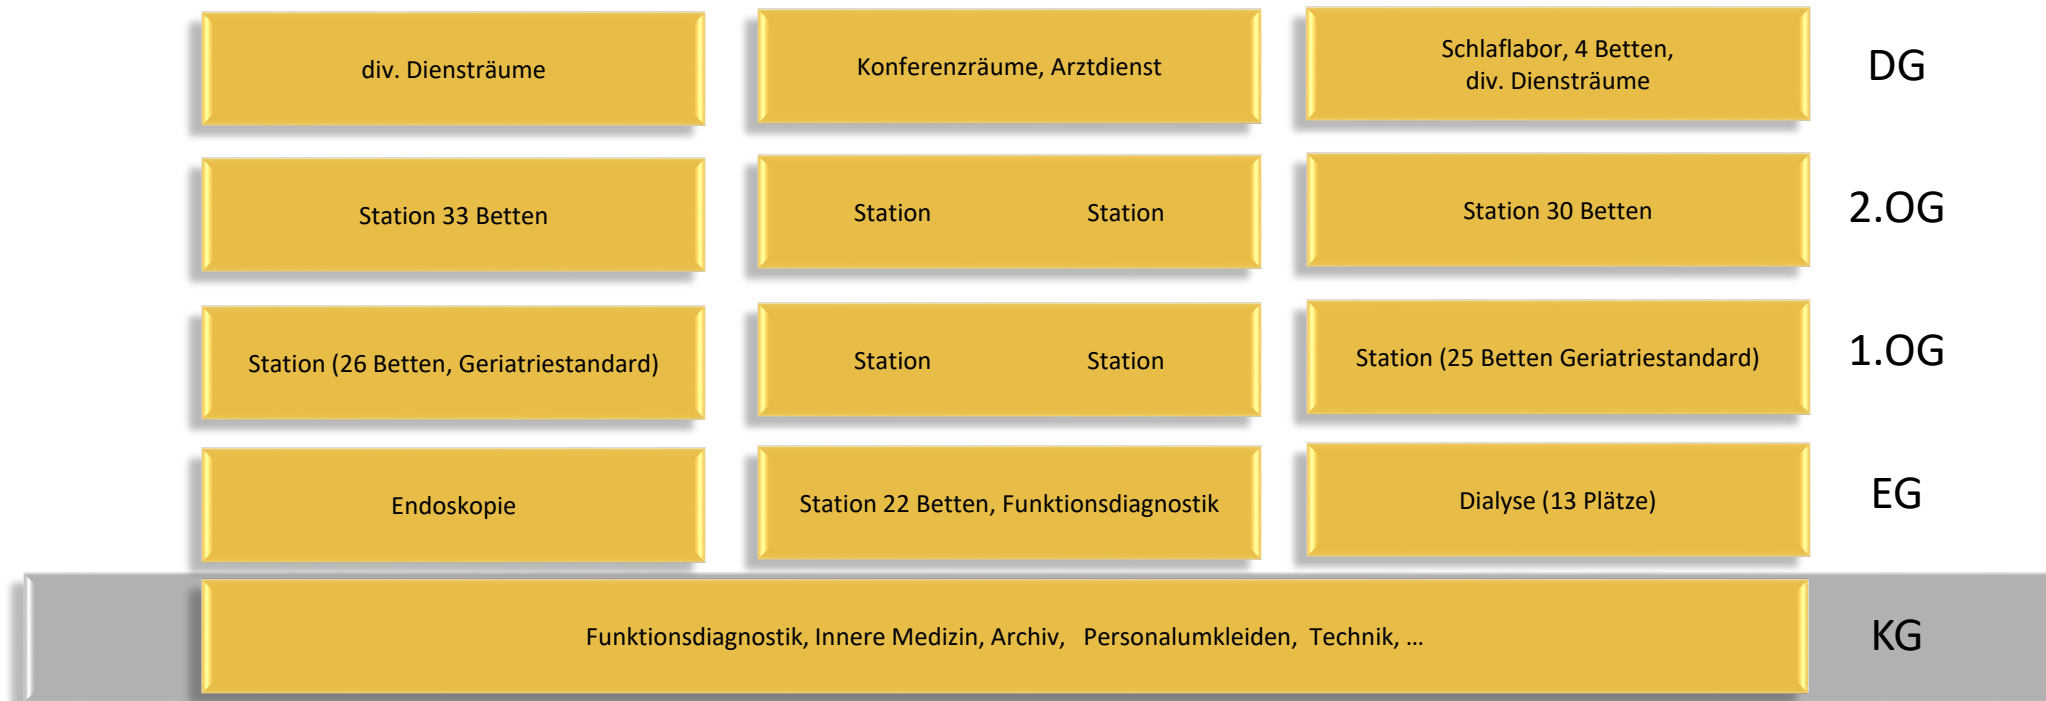 div. Diensträume
Konferenzräume, Arztdienst
Schlaflabor, 4 Betten,
div. Diensträume
DG
Station 33 Betten
Station Station
Station 30 Betten
2.OG
Station (26 Betten, Geriatriestandard)
Station Station
Station (25 Betten Geriatriestandard)
1.OG
Endoskopie
Station 22 Betten, Funktionsdiagnostik
Dialyse (13 Plätze)
EG
Funktionsdiagnostik, Innere Medizin, Archiv, Personalumkleiden, Technik, ...
KG